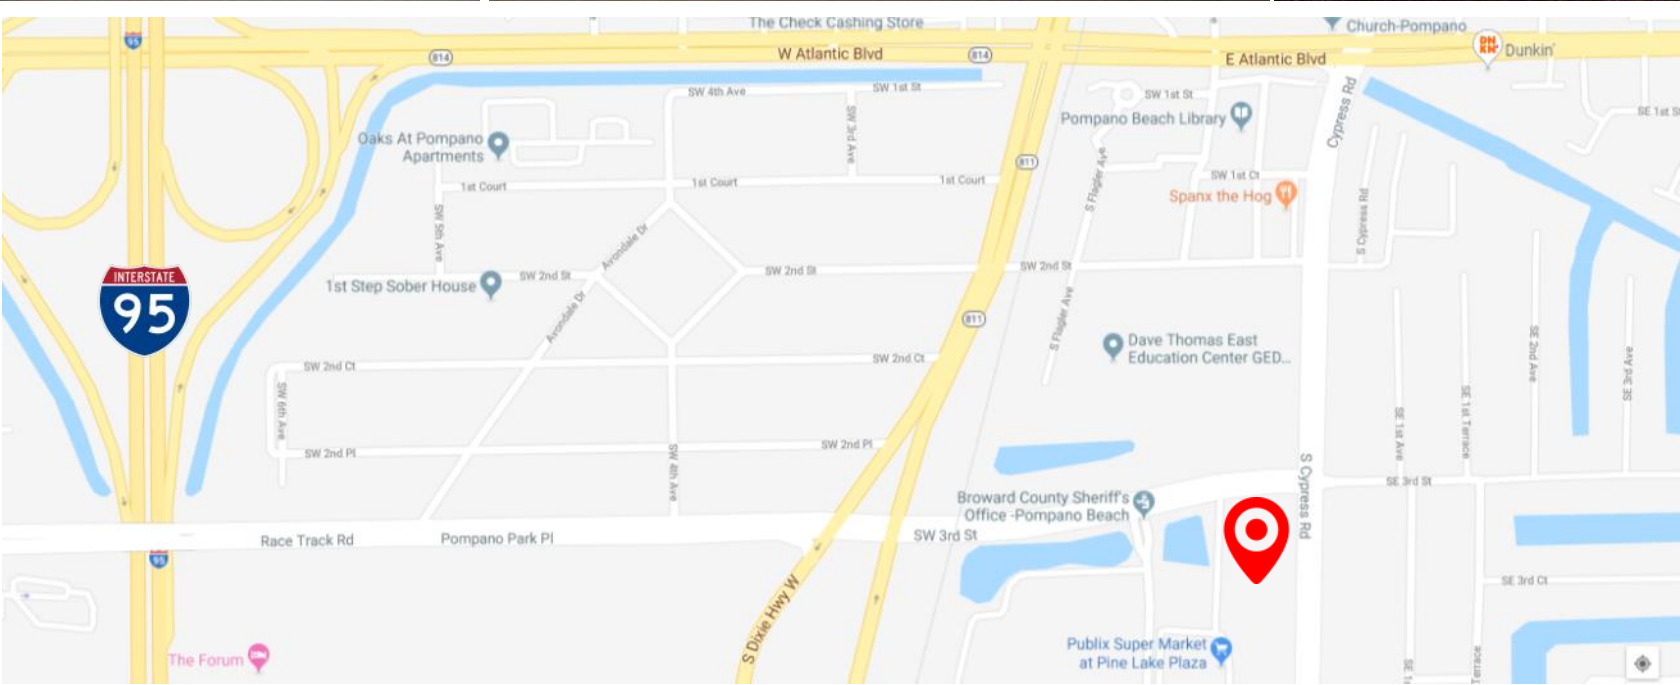 The Check Cashing Store
Church-Pompano
95
814
W Atlantic Blvd
814
E Atlantic Blvd
DN
KN'
Dunkin'
SW 4th Ave
SW 1st St
SW 1st St
Cypress Rd
SE 1st S
Oaks At Pompano
Apartments
SW 3rd Ave
Pompano Beach Library
811
1st Court
1st Court
1st Court
S Flagler Ave
SW 1st Ct
Spanx the Hog
SW 5th Ave
Avondale Dr
S Cypress Rd
INTERSTATE
95
1st Step Sober House
SW 2nd St
SW 2nd St
SW 2nd St
Avondale Dr
811
S Flagler Ave
Dave Thomas East
Education Center GED...
SE 2nd Ave
SE 3rd Ave
SW 2nd Ct
SW 2nd Ct
SW 6th Ave
SE 1st Ave
SE 1st Terrace
SW 2nd Pl
SW 2nd Pl
SW 4th Ave
S Cypress Rd
SE 3rd St
Broward County Sheriff's
Office -Pompano Beach
Race Track Rd
Pompano Park Pl
SW 3rd St
95
S Dixie Hwy W
SE 3rd Ct
The Forum
Publix Super Market
at Pine Lake Plaza
SE 1
Terrace